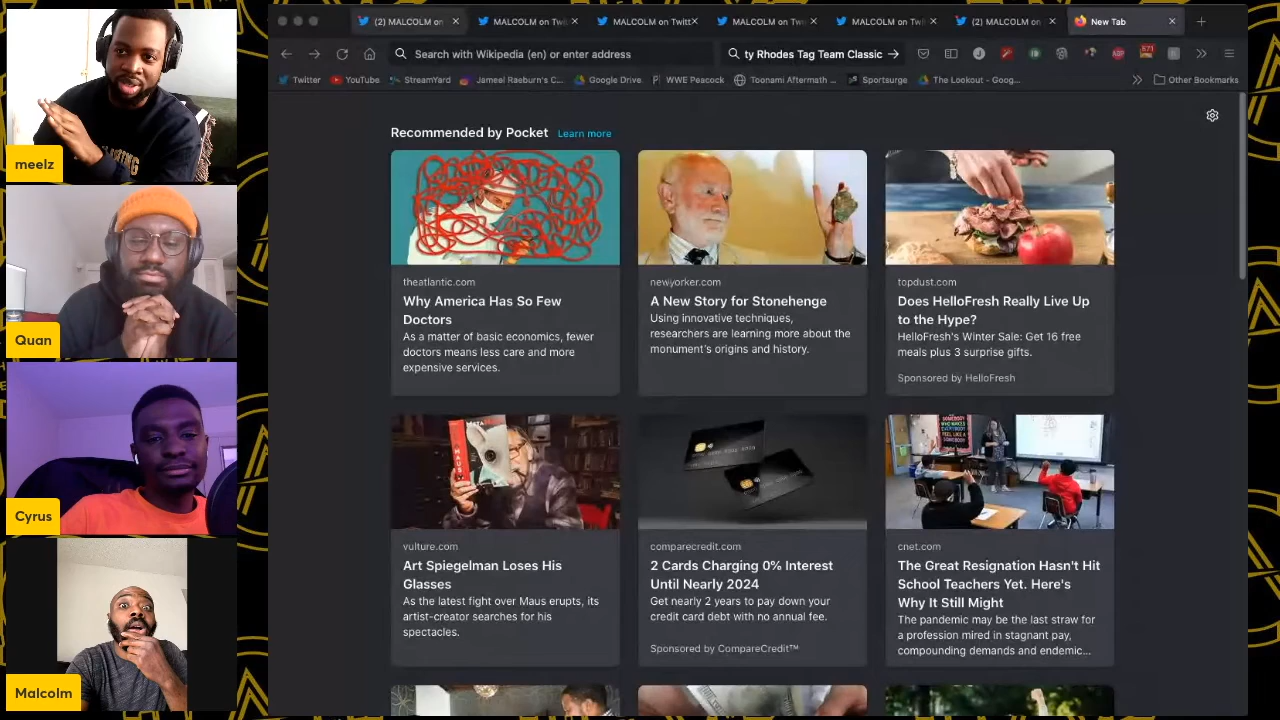 meelz
Quan
Cyrus
Malcolm
(2) MALCOLM on
MALCOLM on Twi
MALCOLM on Twitt
MALCOLM on Tw
MALCOLM on Twi
(2) MALCOLM on
New Tab
Search with Wikipedia (en) or enter address
ty Rhodes Tag Team Classic
671
Twitter
YouTube
StreamYard
Jameel Raeburn's C...
Google Drive
WWE Peacock
Toonami Aftermath...
Sportsurge
The Lookout - Goog...
Other Bookmarks
Recommended by Pocket Learn more
theatlantic.com
Why America Has So Few
Doctors
As a matter of basic economics, fewer
doctors means less care and more
expensive services.
newyorker.com
A New Story for Stonehenge
Using innovative techniques,
researchers are learning more about the
monument's origins and history.
topdust.com
Does HelloFresh Really Live Up
to the Hype?
HelloFresh's Winter Sale: Get 16 free
meals plus 3 surprise gifts.
Sponsored by HelloFresh
MAUS
vulture.com
Art Spiegelman Loses His
Glasses
As the latest fight over Maus erupts, its
artist-creator searches for his
spectacles.
comparecredit.com
2 Cards Charging 0% Interest
Until Nearly 2024
Get nearly 2 years to pay down your
credit card debt with no annual fee.
Sponsored by CompareCredit™
cnet.com
The Great Resignation Hasn't Hit
School Teachers Yet. Here's
Why It Still Might
The pandemic may be the last straw for
a profession mired in stagnant pay,
compounding demands and endemic...